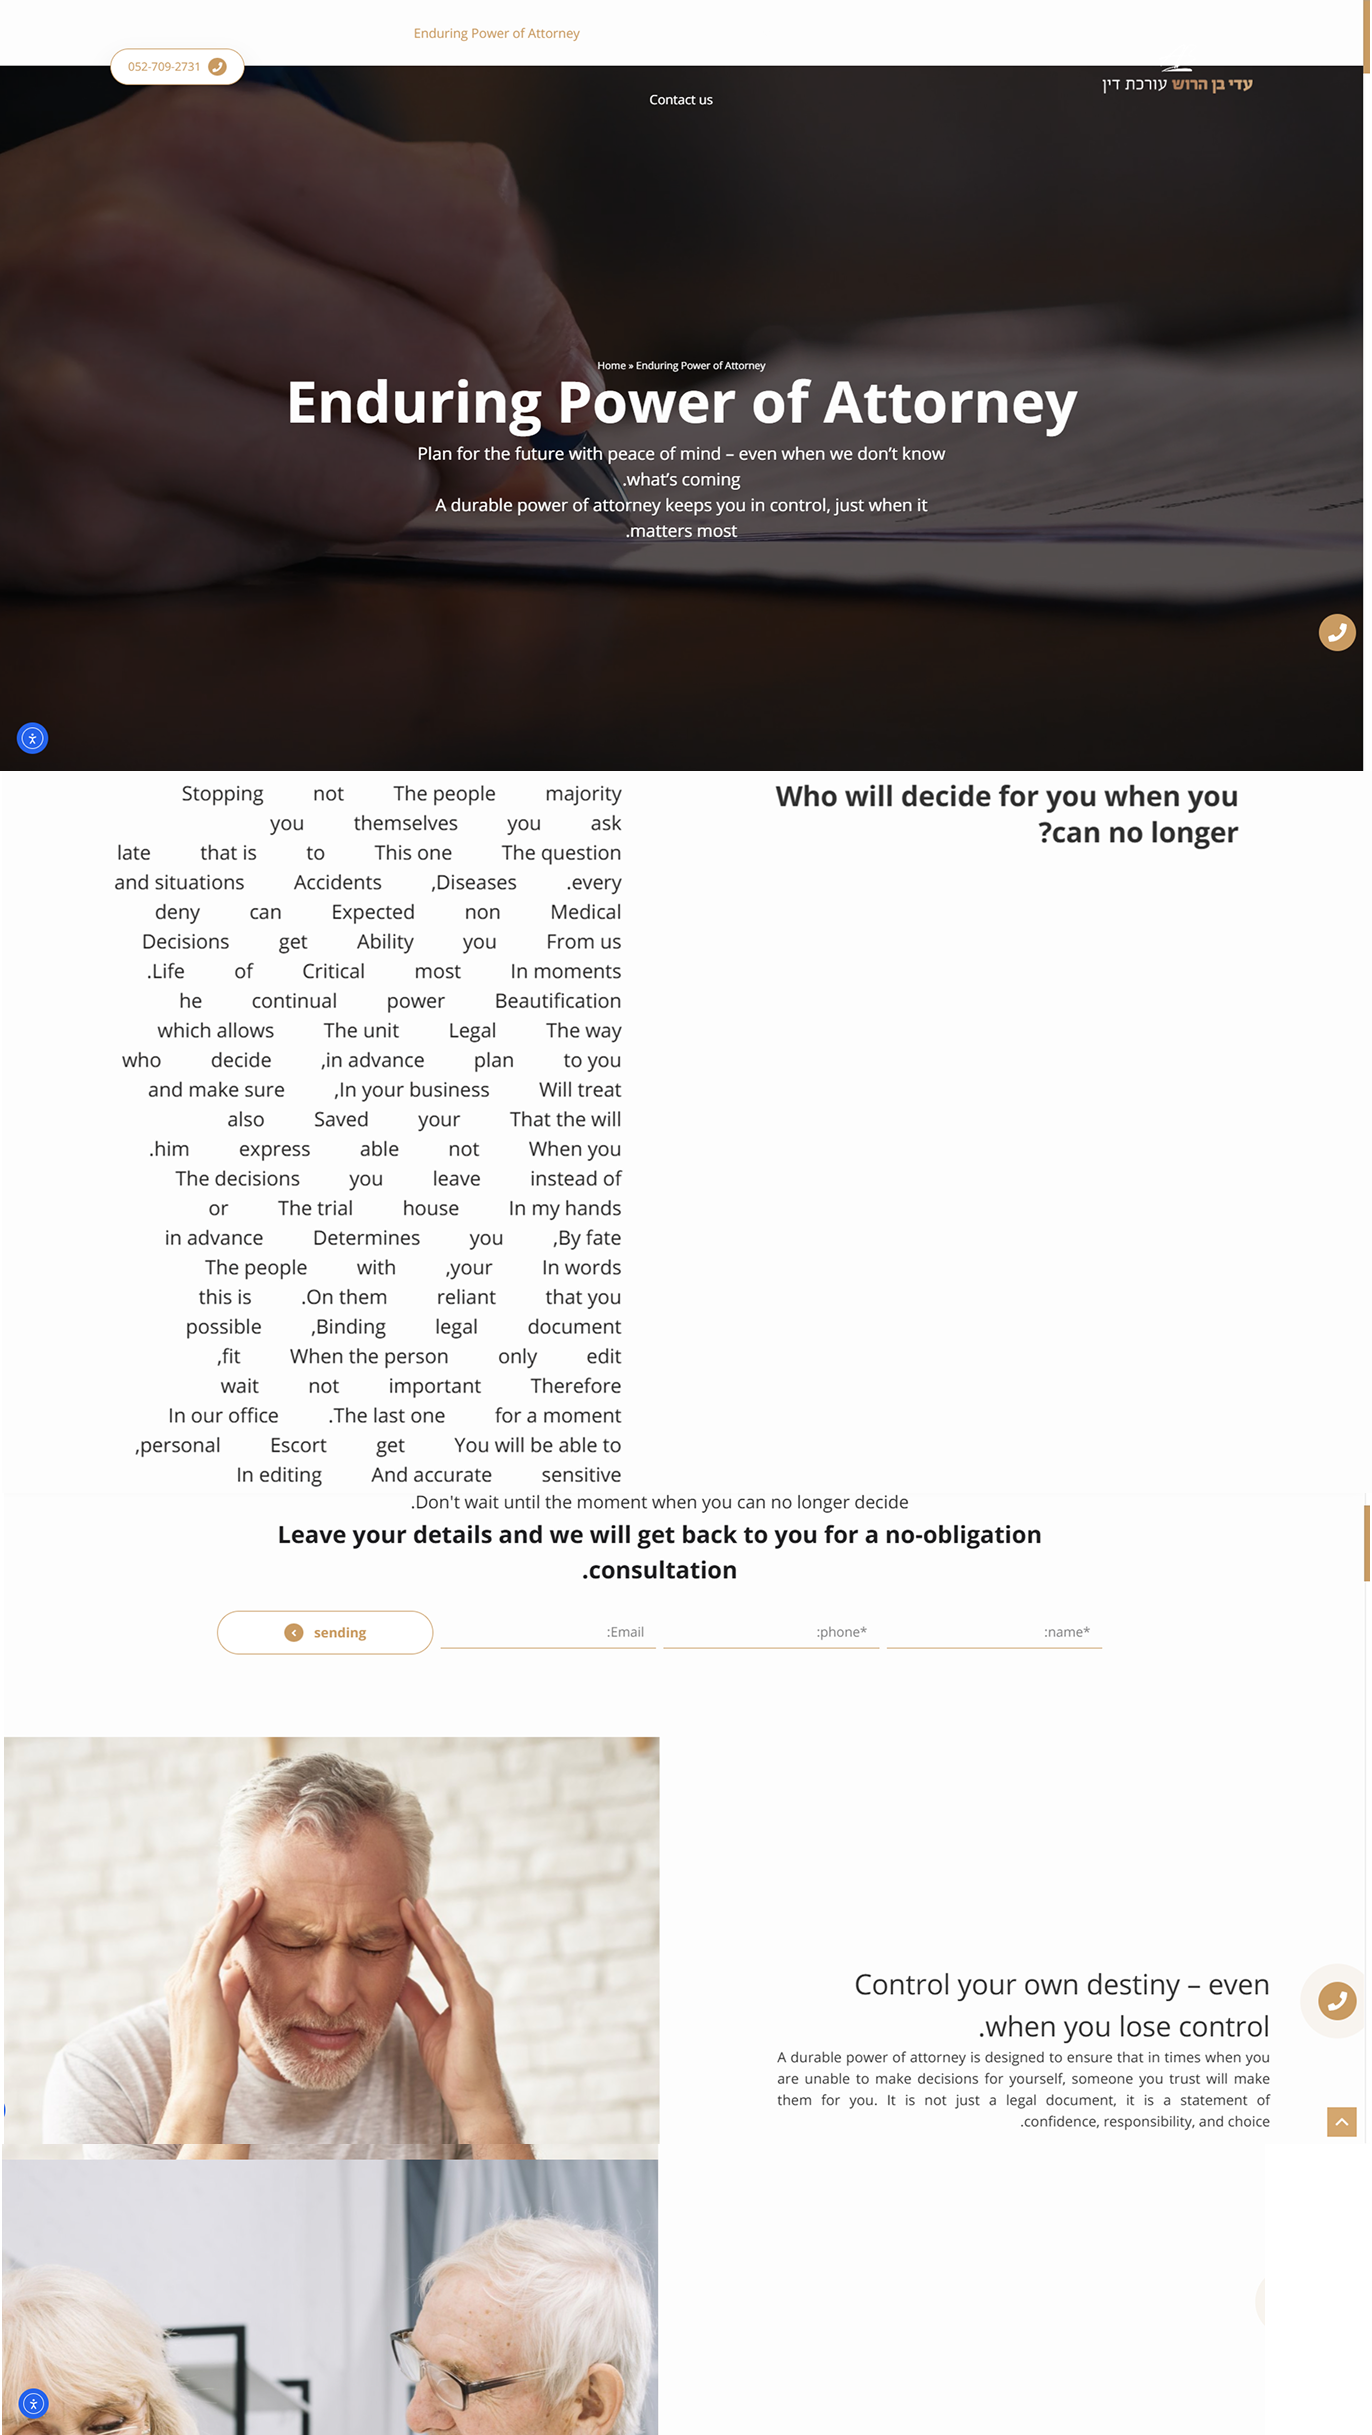 Enduring Power of Attorney
052-709-2731
עדי בן הרוש עורכת דין
Contact us
Home » Enduring Power of Attorney
Enduring Power of Attorney
Plan for the future with peace of mind – even when we don’t know
.what’s coming
A durable power of attorney keeps you in control, just when it
.matters most
Who will decide for you when you
?can no longer
Stopping not The people majority
you themselves you ask
late that is to This one The question
and situations Accidents ,Diseases .every
deny can Expected non Medical
Decisions get Ability you From us
.Life of Critical most In moments
he continual power Beautification
which allows The unit Legal The way
who decide ,in advance plan to you
and make sure ,In your business Will treat
also Saved your That the will
.him express able not When you
The decisions you leave instead of
or The trial house In my hands
in advance Determines you ,By fate
The people with ,your In words
this is .On them reliant that you
possible ,Binding legal document
,fit When the person only edit
wait not important Therefore
In our office .The last one for a moment
,personal Escort get You will be able to
In editing And accurate sensitive
.Don't wait until the moment when you can no longer decide
Leave your details and we will get back to you for a no-obligation
.consultation
:name*
:phone*
:Email
sending
Control your own destiny – even
.when you lose control
A durable power of attorney is designed to ensure that in times when you
are unable to make decisions for yourself, someone you trust will make
them for you. It is not just a legal document, it is a statement of
.confidence, responsibility, and choice